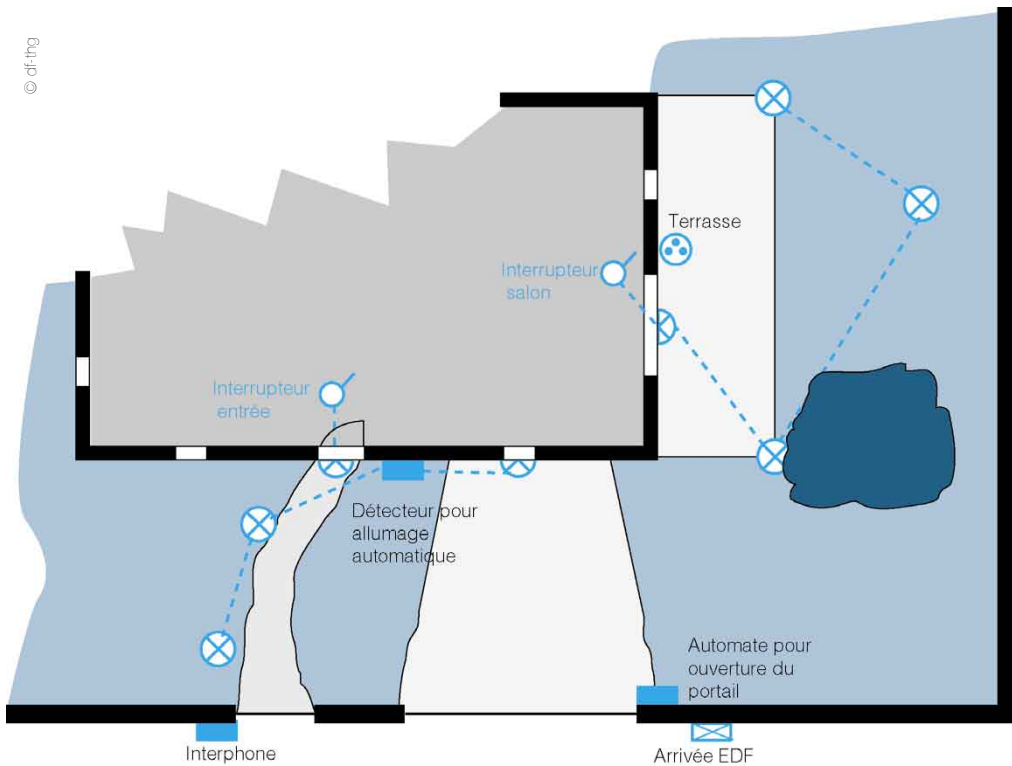 © df-thg
Terrasse
Interrupteur
salon
Interrupteur
entrée
Détecteur pour
allumage
automatique
Automate pour
ouverture du
portail
Interphone
Arrivée EDF